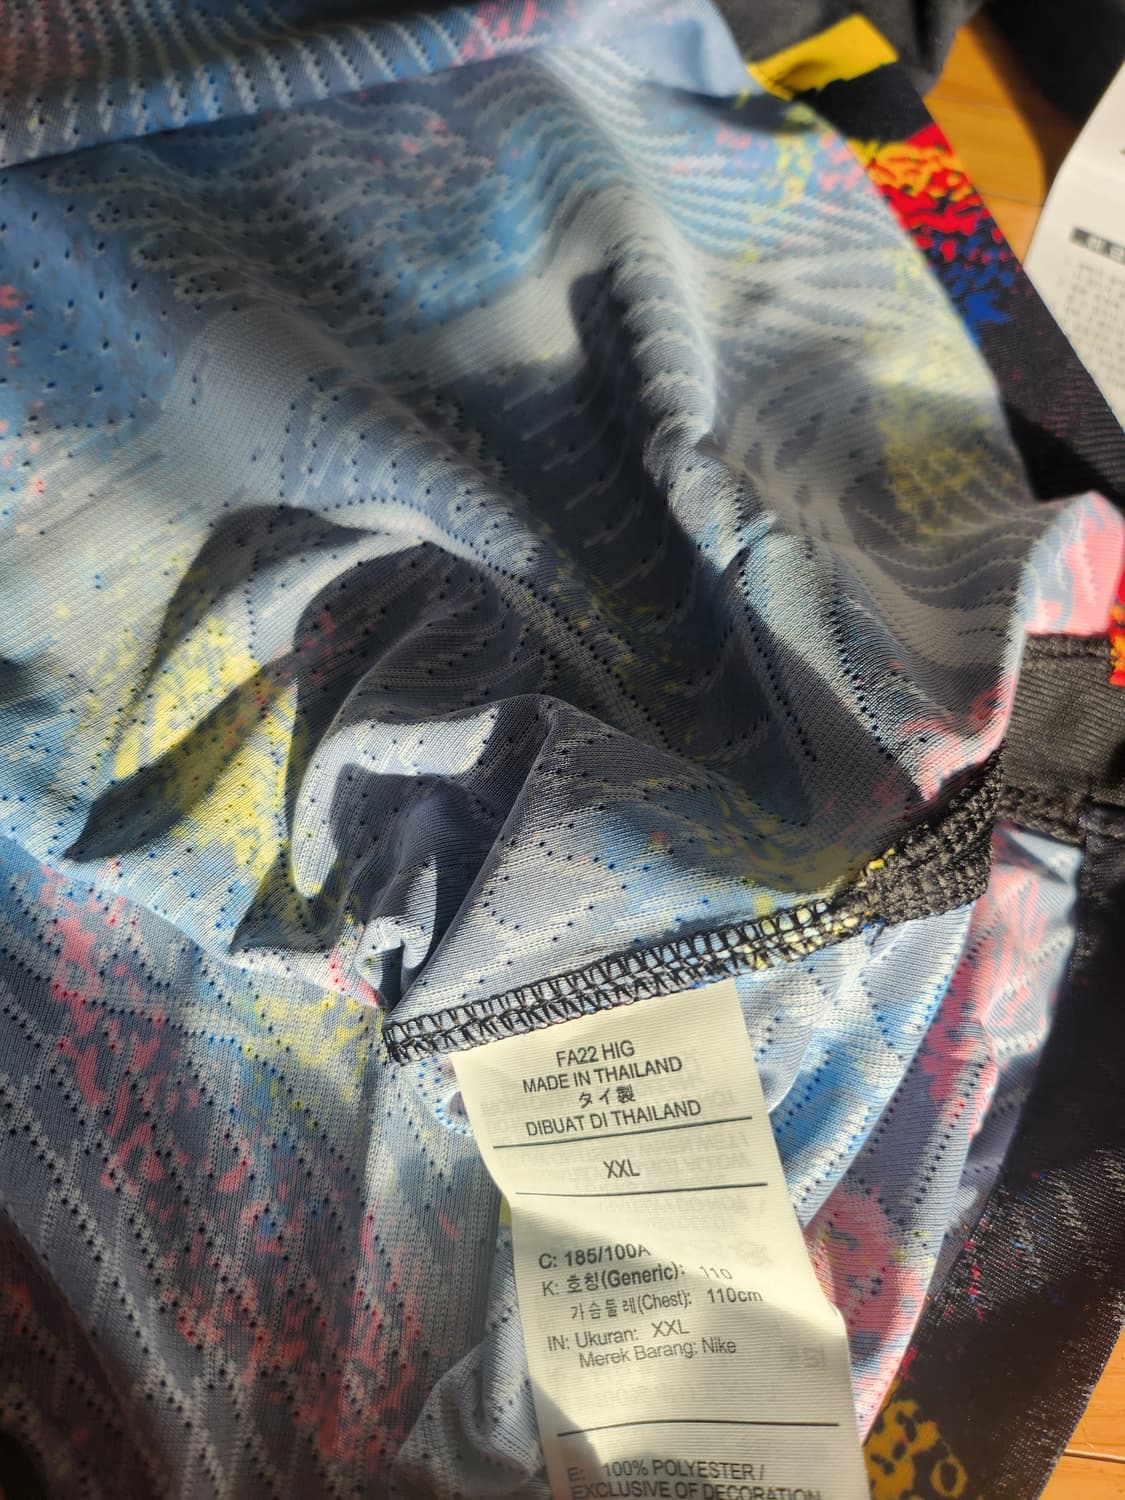 FA22 HIG
MADE IN THAILAND
タイ製
DIBUAT DI THAILAND
XXL
C: 185/100A
K: 호칭(Generic): 110
가슴둘레(Chest): 110cm
IN: Ukuran: XXL
Merek Barang: Nike
E: 100% POLYESTER /
EXCLUSIVE OF DECORATION